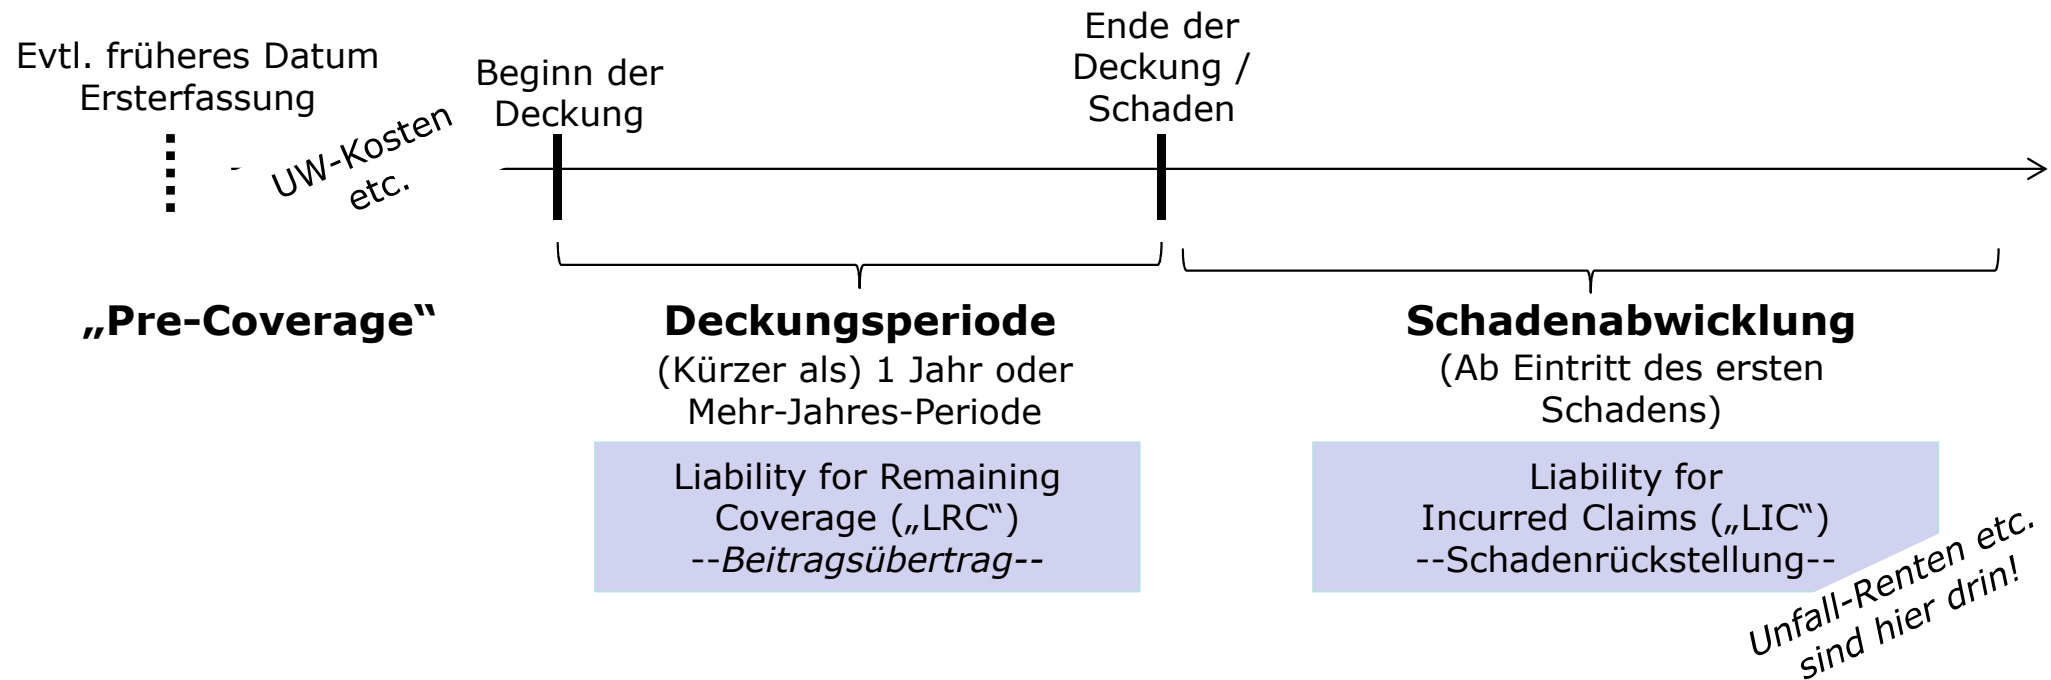 Evtl. früheres Datum
Ersterfassung
UW-Kosten
etc.
Beginn der
Deckung
Ende der
Deckung /
Schaden
„Pre-Coverage“
Deckungsperiode
(Kürzer als) 1 Jahr oder
Mehr-Jahres-Periode
Liability for Remaining
Coverage („LRC“)
--Beitragsübertrag--
Schadenabwicklung
(Ab Eintritt des ersten
Schadens)
Liability for
Incurred Claims („LIC“)
--Schadenrückstellung--
Unfall-Renten etc.
sind hier drin!